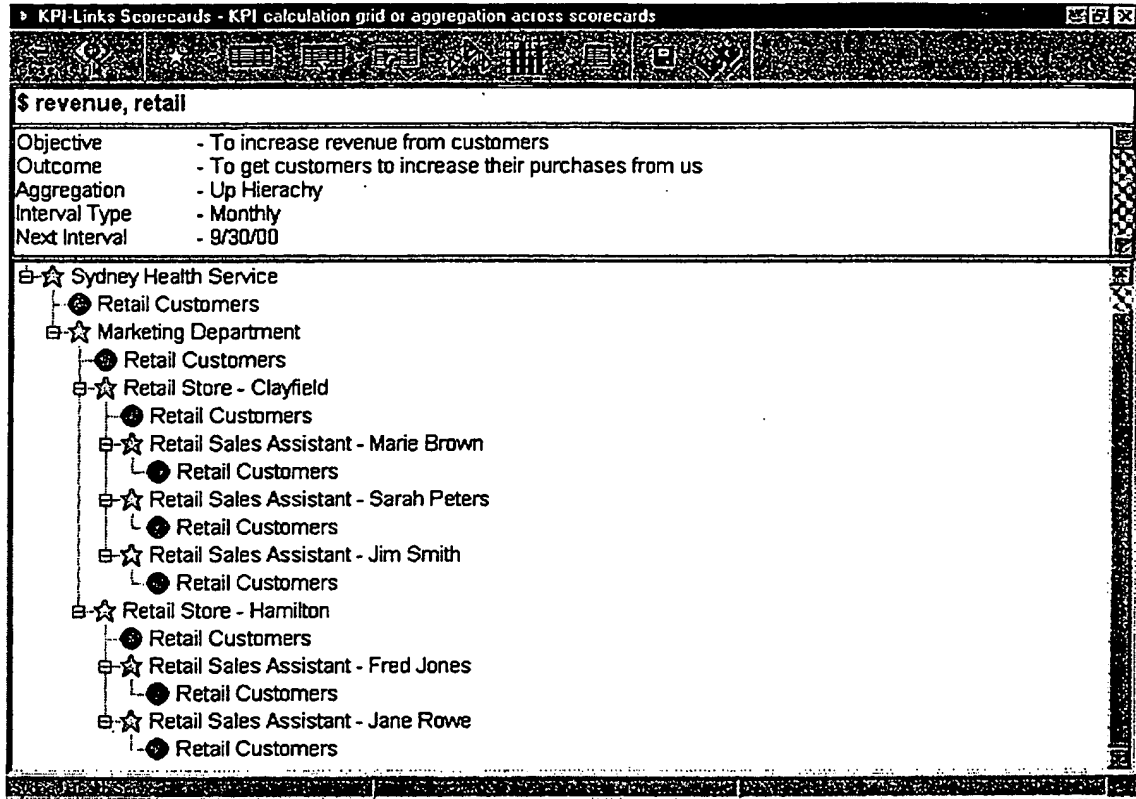 KPI-Links Scorecards - KPI calculation grid or aggregation across scorecards
$ revenue, retail
Objective - To increase revenue from customers
Outcome - To get customers to increase their purchases from us
Aggregation - Up Hierachy
Interval Type - Monthly
Next Interval - 9/30/00
Sydney Health Service
Retail Customers
Marketing Department
Retail Customers
Retail Store - Clayfield
Retail Customers
Retail Sales Assistant - Marie Brown
Retail Customers
Retail Sales Assistant - Sarah Peters
Retail Customers
Retail Sales Assistant - Jim Smith
Retail Customers
Retail Store - Hamilton
Retail Customers
Retail Sales Assistant - Fred Jones
Retail Customers
Retail Sales Assistant - Jane Rowe
Retail Customers